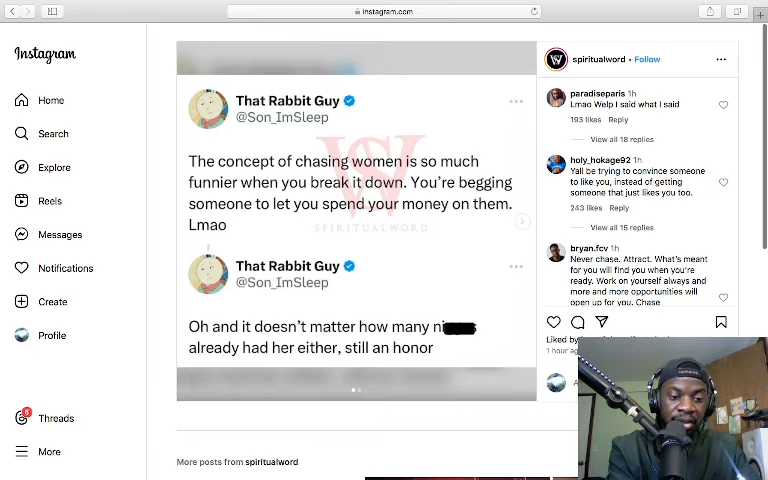 instagram.com
Instagram
Home
Search
Explore
Reels
Messages
Notifications
Create
Profile
6
Threads
More
That Rabbit Guy
@Son_ImSleep
The concept of chasing women is so much
funnier when you break it down. You're begging
someone to let you spend your money on them.
Lmao
SPIRITUALWORD
That Rabbit Guy
@Son_ImSleep
Oh and it doesn't matter how many ni s
already had her either, still an honor
More posts from spiritualword
spiritualword • Follow
paradiseparis 1h
Lmao Welp I said what I said
193 likes Reply
View all 18 replies
holy_hokage92 1h
Yall be trying to convince someone
to like you, instead of getting
someone that just likes you too.
243 likes Reply
View all 15 replies
bryan.fcv 1h
Never chase. Attract. What's meant
for you will find you when you're
ready. Work on yourself always and
more and more opportunities will
open up for you. Chase
Liked by
1 hour ag